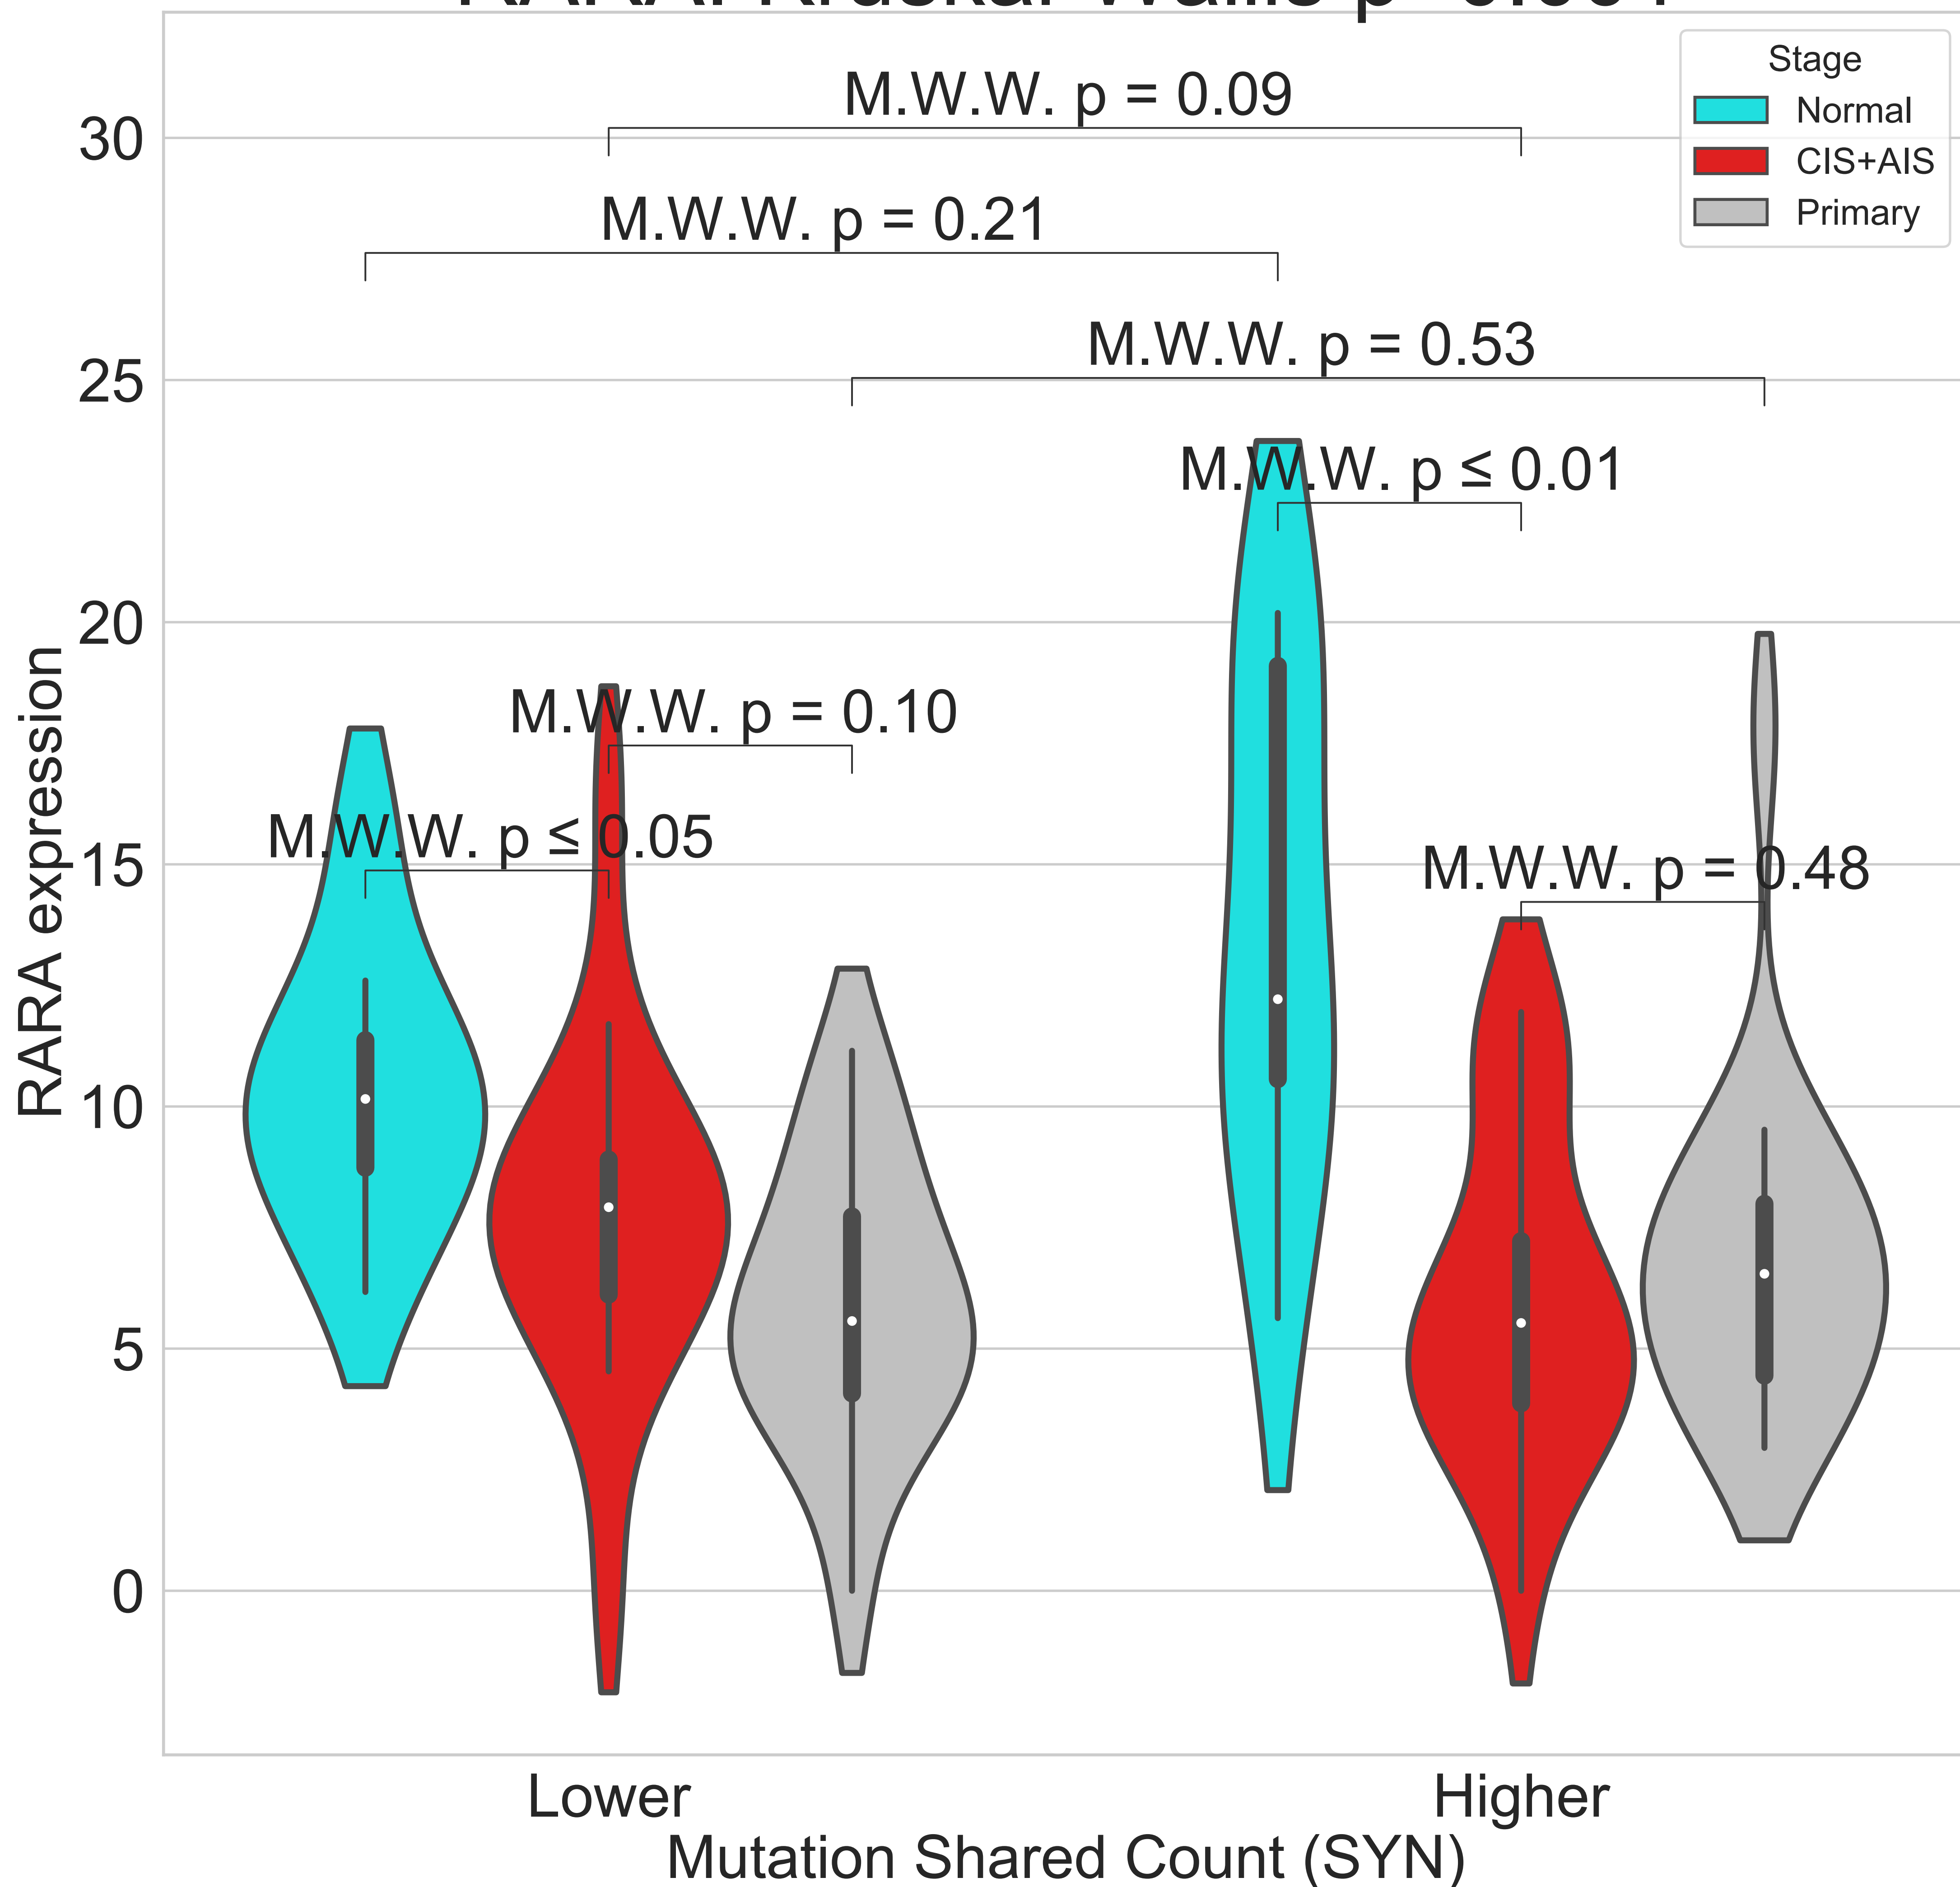 Stage
Normal
CIS+AIS
Primary
M.W.W. p = 0.09
M.W.W. p = 0.21
M.W.W. p = 0.53
M.W.W. p ≤ 0.01
M.W.W. p = 0.10
M.W.W. p ≤ 0.05
M.W.W. p = 0.48
30
25
20
15
10
5
0
RARA expression
Lower
Higher
Mutation Shared Count (SYN)